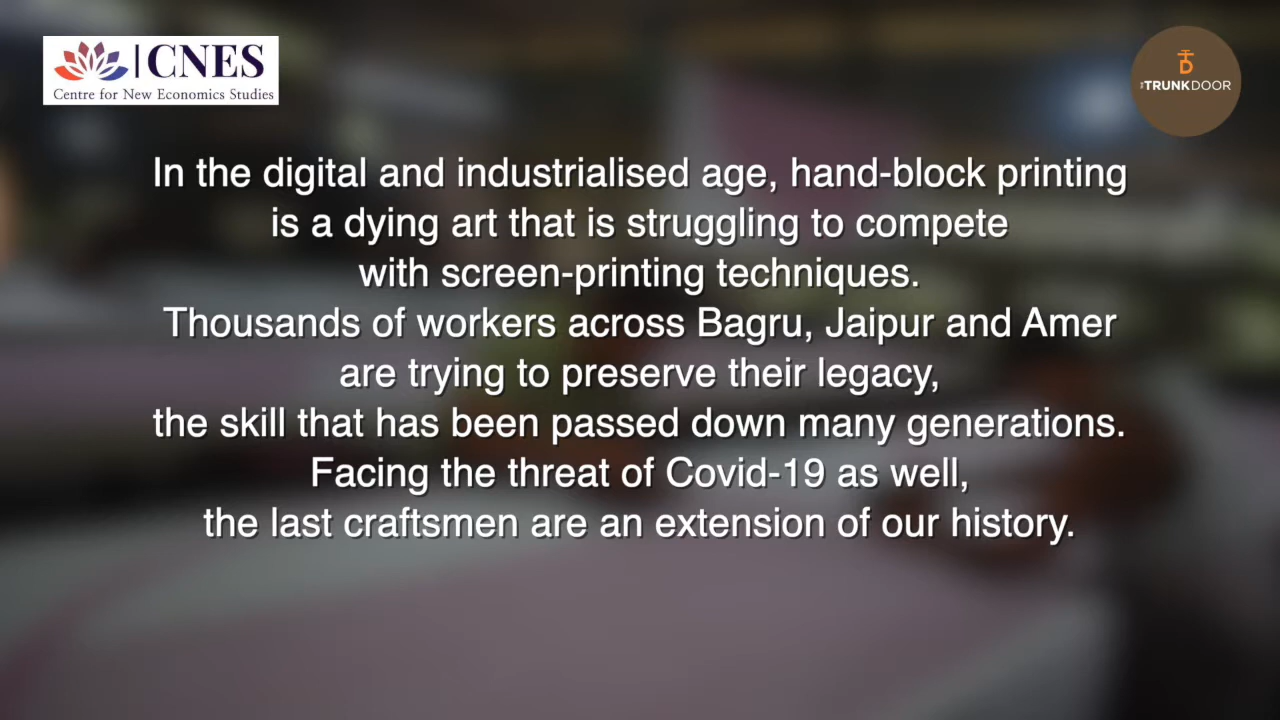 CNES
Centre for New Economics Studies
THE TRUNKDOOR
In the digital and industrialised age, hand-block printing
is a dying art that is struggling to compete
with screen-printing techniques.
Thousands of workers across Bagru, Jaipur and Amer
are trying to preserve their legacy,
the skill that has been passed down many generations.
Facing the threat of Covid-19 as well,
the last craftsmen are an extension of our history.